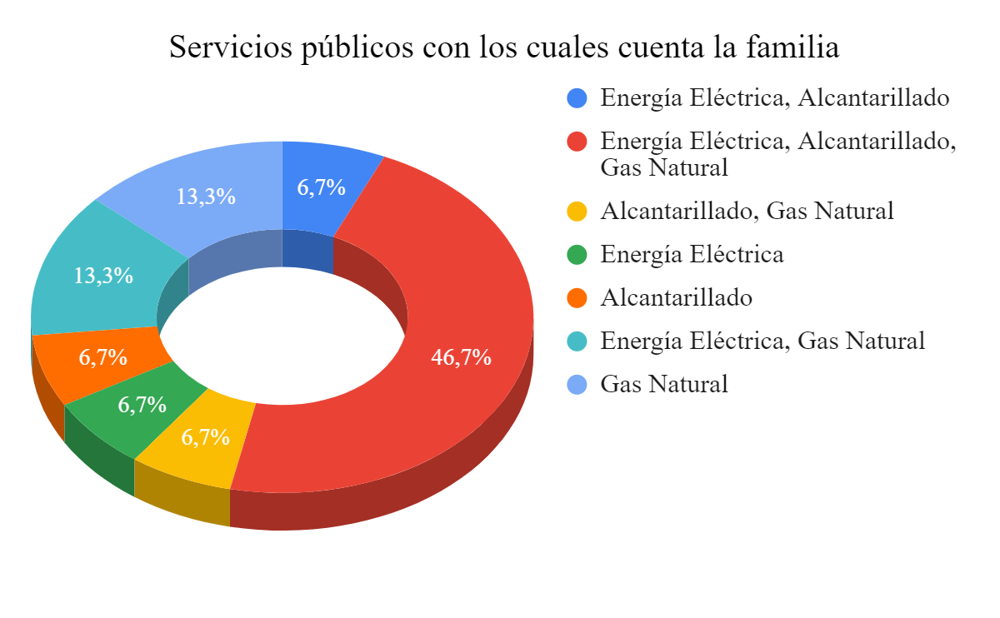 Servicios públicos con los cuales cuenta la familia
Energía Eléctrica, Alcantarillado
Energía Eléctrica, Alcantarillado,
Gas Natural
Alcantarillado, Gas Natural
Energía Eléctrica
Alcantarillado
Energía Eléctrica, Gas Natural
Gas Natural
6,7%
46,7%
6,7%
6,7%
6,7%
13,3%
13,3%